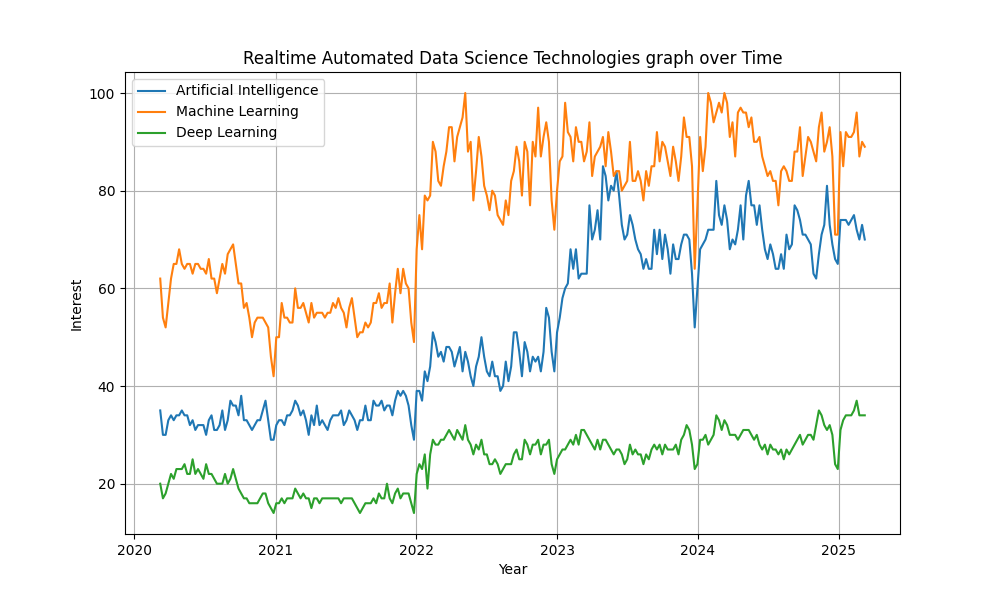 Realtime Automated Data Science Technologies graph over Time
Artificial Intelligence
Machine Learning
Deep Learning
100
80
60
40
20
Interest
2020 2021 2022 2023 2024 2025
Year